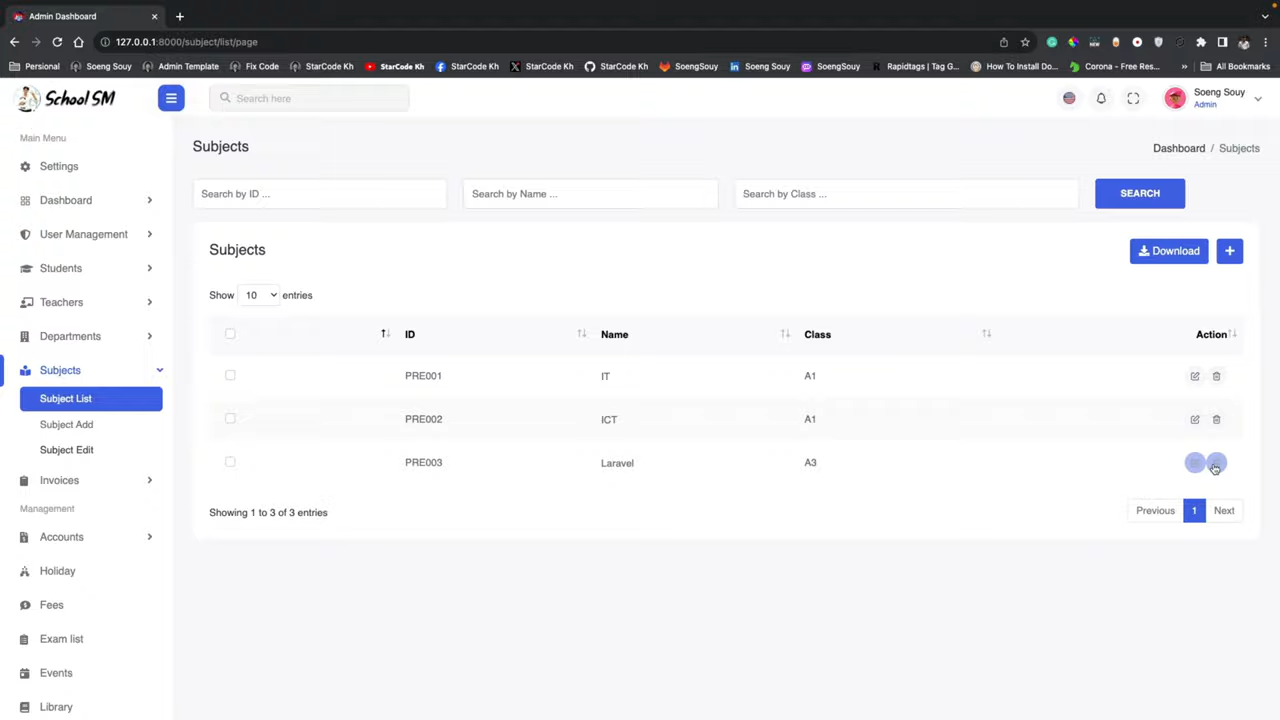 Admin Dashboard
127.0.0.1:8000/subject/list/page
Personal Soeng Souy Admin Template Fix Code StarCode Kh StarCode Kh StarCode Kh StarCode Kh StarCode Kh SoengSouy Soeng Souy SoengSouy Rapidtags | Tag G... How To Install Do... Corona - Free Res... » All Bookmarks
School SM
Search here
Soeng Souy
Admin
Main Menu
Settings
Dashboard
User Management
Students
Teachers
Departments
Subjects
Subject List
Subject Add
Subject Edit
Invoices
Management
Accounts
Holiday
Fees
Exam list
Events
Library
Subjects
Dashboard / Subjects
Search by ID ... Search by Name ... Search by Class ... SEARCH
Subjects
Download +
Show 10 entries
ID Name Class Action
PRE001 IT A1
PRE002 ICT A1
PRE003 Laravel A3
Showing 1 to 3 of 3 entries
Previous 1 Next